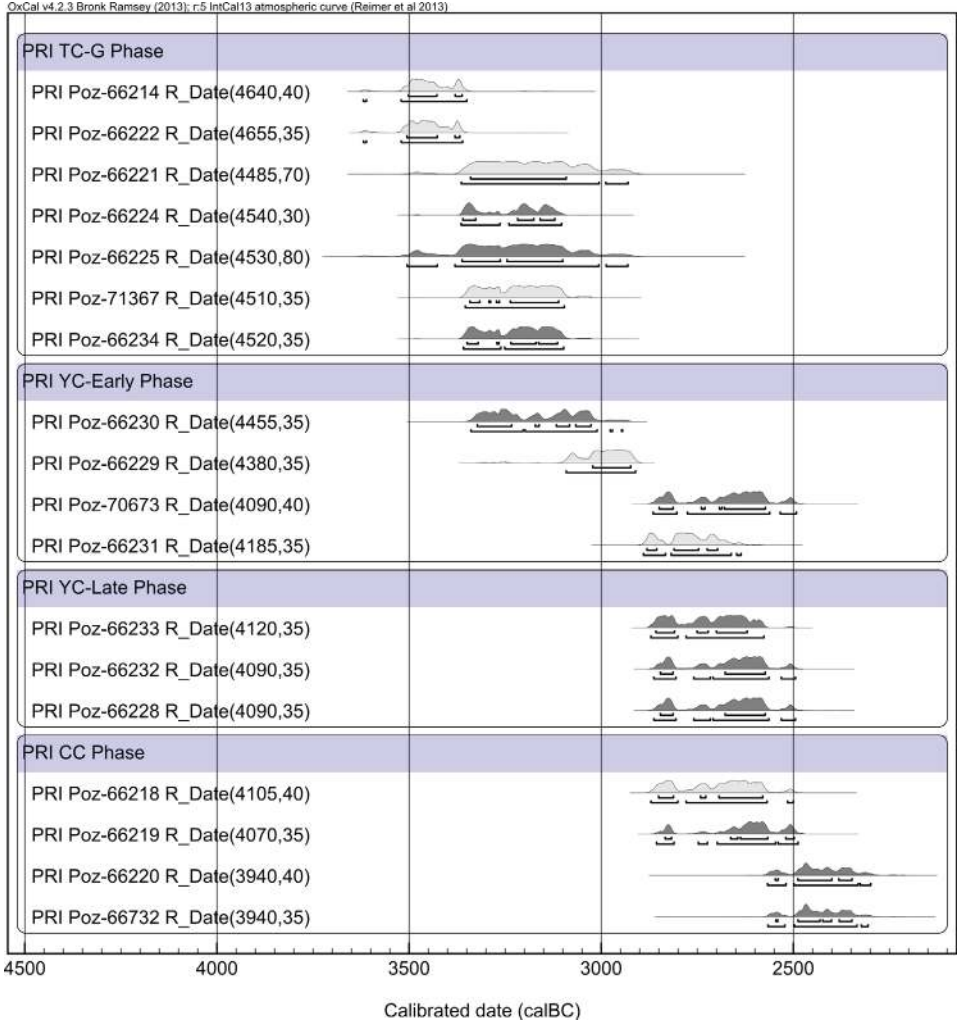 OxCal v4.2.3 Bronk Ramsey (2013); r:5 IntCal13 atmospheric curve (Reimer et al 2013)
PRI TC-G Phase
PRI Poz-66214 R_Date(4640,40)
PRI Poz-66222 R_Date(4655,35)
PRI Poz-66221 R_Date(4485,70)
PRI Poz-66224 R_Date(4540,30)
PRI Poz-66225 R_Date(4530,80)
PRI Poz-71367 R_Date(4510,35)
PRI Poz-66234 R_Date(4520,35)
PRI YC-Early Phase
PRI Poz-66230 R_Date(4455,35)
PRI Poz-66229 R_Date(4380,35)
PRI Poz-70673 R_Date(4090,40)
PRI Poz-66231 R_Date(4185,35)
PRI YC-Late Phase
PRI Poz-66233 R_Date(4120,35)
PRI Poz-66232 R_Date(4090,35)
PRI Poz-66228 R_Date(4090,35)
PRI CC Phase
PRI Poz-66218 R_Date(4105,40)
PRI Poz-66219 R_Date(4070,35)
PRI Poz-66220 R_Date(3940,40)
PRI Poz-66732 R_Date(3940,35)
4500 4000 3500 3000 2500
Calibrated date (calBC)